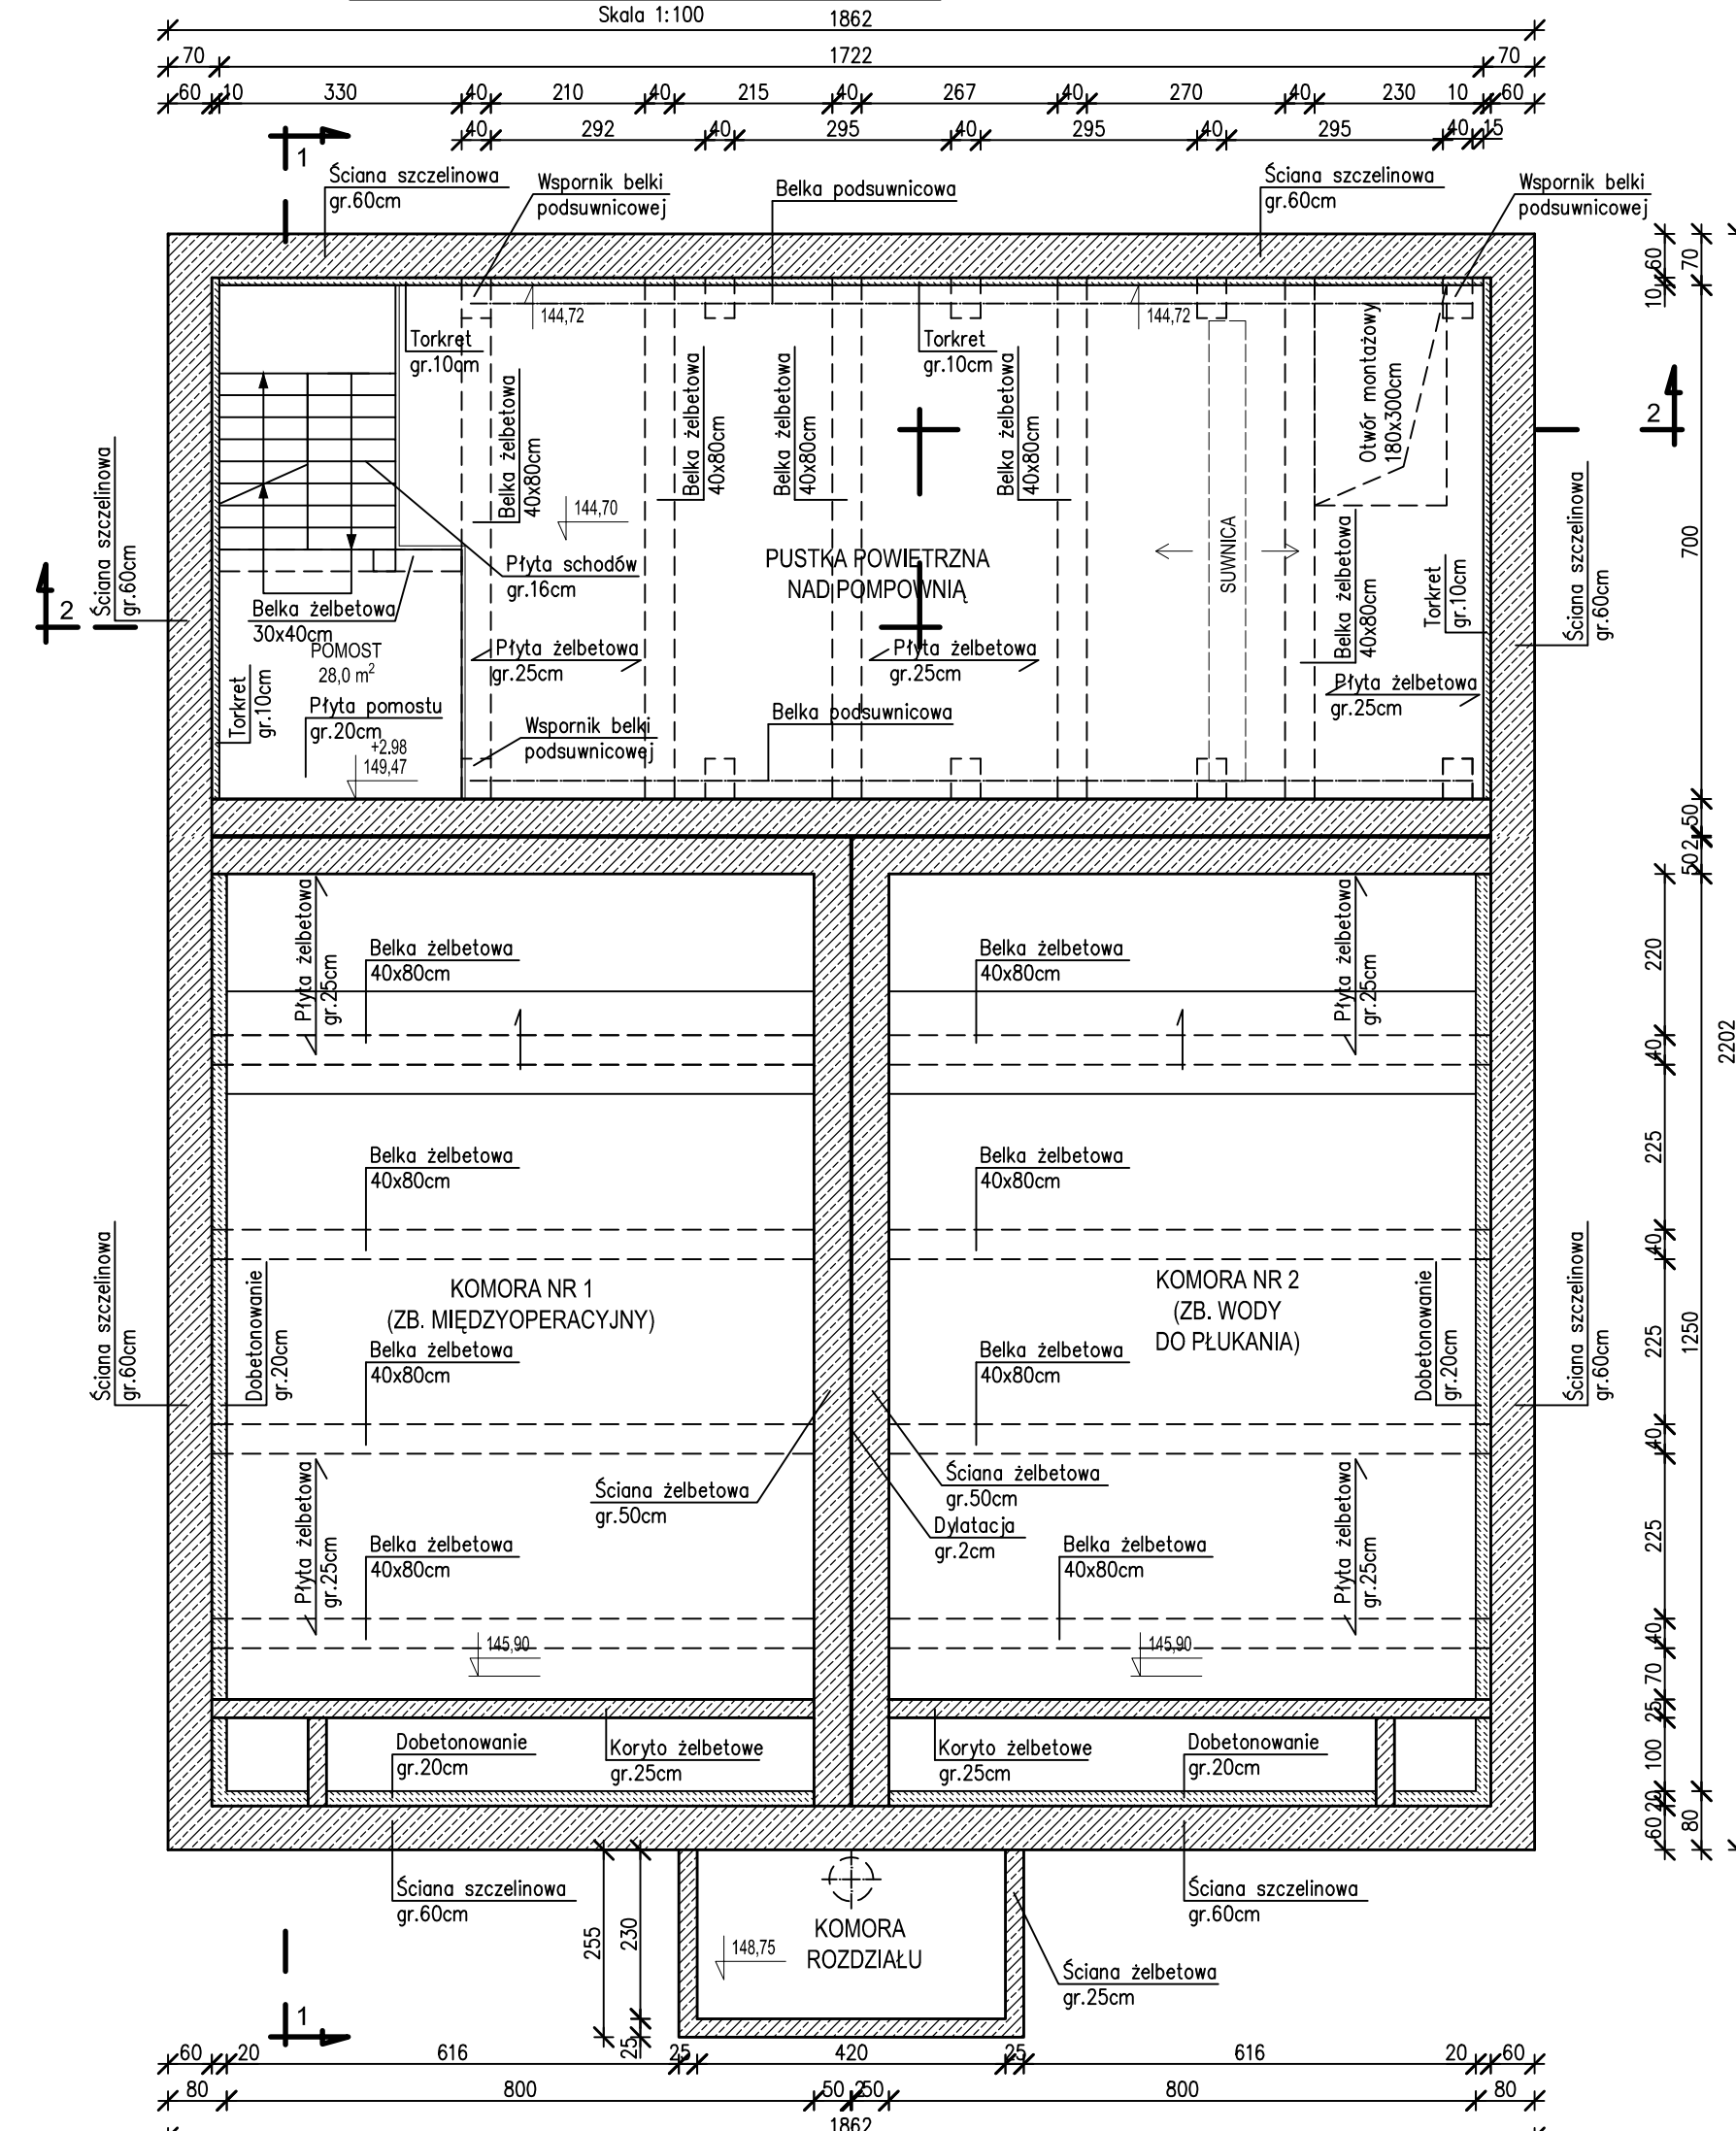 Skala 1:100
1862
70
1722
70
60
10
330
40
210
40
215
40
267
40
270
40
230
10
60
40
292
40
295
40
295
40
295
40
15
1
Ściana szczelinowa
gr.60cm
Wspornik belki
podsuwnicowej
Belka podsuwnicowa
Ściana szczelinowa
gr.60cm
Wspornik belki
podsuwnicowej
60
70
10
144,72
144,72
Torkret
gr.10cm
Torkret
gr.10cm
Belka żelbetowa
40x80cm
Belka żelbetowa
40x80cm
Belka żelbetowa
40x80cm
Belka żelbetowa
40x80cm
Otwór montażowy
180x300cm
2
Ściana szczelinowa
gr.60cm
144,70
PUSTKA POWIETRZNA
NAD POMPOWNIĄ
SUWNICA
Belka żelbetowa
40x80cm
Torkret
gr.10cm
Ściana szczelinowa
gr.60cm
700
Płyta schodów
gr.16cm
2
Belka żelbetowa
30x40cm
POMOST
28,0 m²
Płyta żelbetowa
gr.25cm
Płyta żelbetowa
gr.25cm
Płyta żelbetowa
gr.25cm
Torkret
gr.10cm
Płyta pomostu
gr.20cm
+2.98
149,47
Wspornik belki
podsuwnicowej
Belka podsuwnicowa
50
2
50
Płyta żelbetowa
gr.25cm
Belka żelbetowa
40x80cm
Belka żelbetowa
40x80cm
Płyta żelbetowa
gr.25cm
220
40
2202
Belka żelbetowa
40x80cm
Belka żelbetowa
40x80cm
225
40
Ściana szczelinowa
gr.60cm
Dobetonowanie
gr.20cm
KOMORA NR 1
(ZB. MIĘDZYOPERACYJNY)
KOMORA NR 2
(ZB. WODY
DO PŁUKANIA)
Dobetonowanie
gr.20cm
Ściana szczelinowa
gr.60cm
Belka żelbetowa
40x80cm
Belka żelbetowa
40x80cm
225
1250
40
Płyta żelbetowa
gr.25cm
Ściana żelbetowa
gr.50cm
Ściana żelbetowa
gr.50cm
Dylatacja
gr.2cm
Płyta żelbetowa
gr.25cm
Belka żelbetowa
40x80cm
Belka żelbetowa
40x80cm
225
40
145,90
145,90
70
25
Dobetonowanie
gr.20cm
Koryto żelbetowe
gr.25cm
Koryto żelbetowe
gr.25cm
Dobetonowanie
gr.20cm
100
20
60
80
Ściana szczelinowa
gr.60cm
Ściana szczelinowa
gr.60cm
255
230
25
KOMORA
ROZDZIAŁU
148,75
Ściana żelbetowa
gr.25cm
1
60
20
616
25
420
25
616
20
60
80
800
50
2
50
800
80
1862